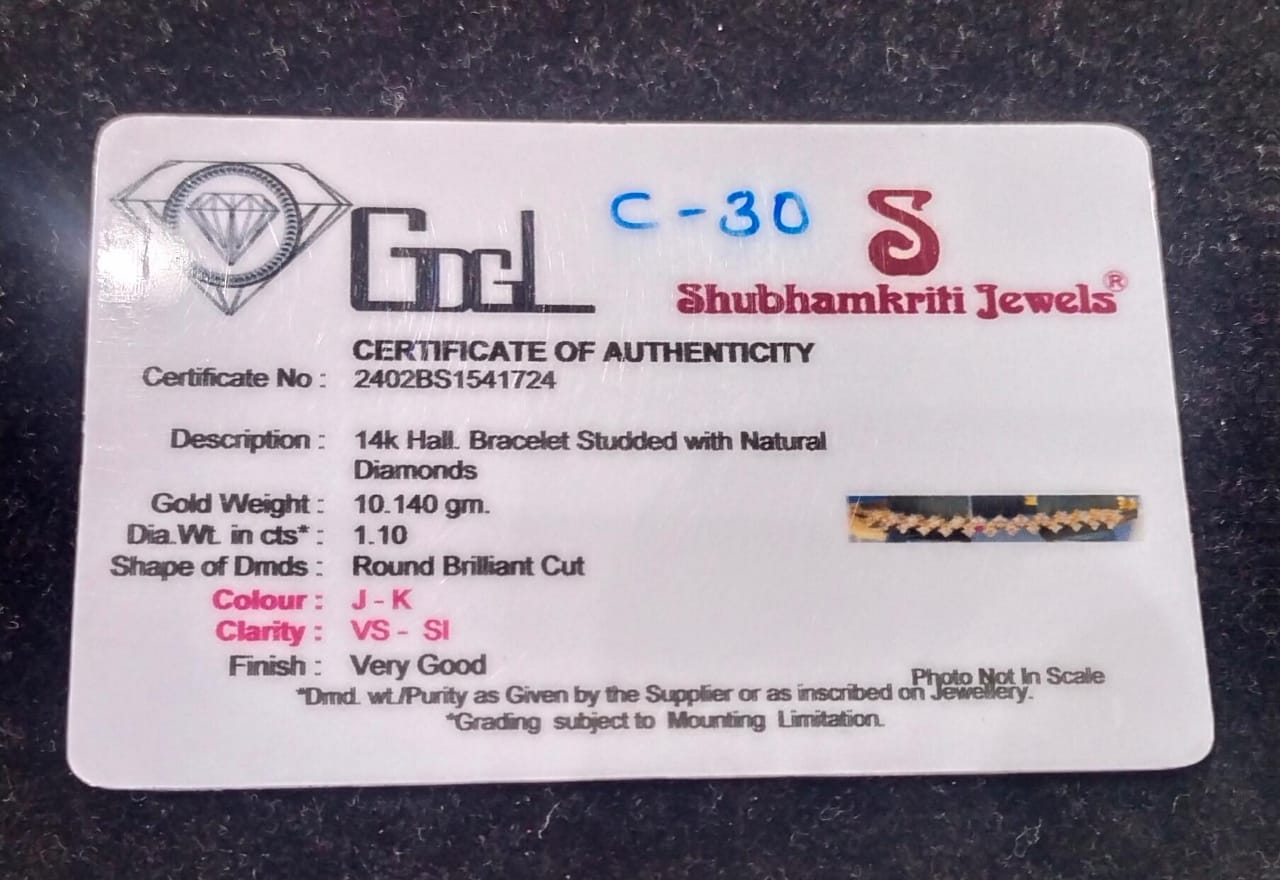 C-30
GDGL
S
Shubhamkriti Jewels®
CERTIFICATE OF AUTHENTICITY
Certificate No : 2402BS1541724
Description : 14k Hall. Bracelet Studded with Natural
Diamonds
Gold Weight : 10.140 gm.
Dia.Wt. in cts* : 1.10
Shape of Dmds : Round Brilliant Cut
Colour : J - K
Clarity : VS - SI
Finish : Very Good
Photo Not In Scale
*Dmd. wt./Purity as Given by the Supplier or as inscribed on Jewellery.
*Grading subject to Mounting Limitation.